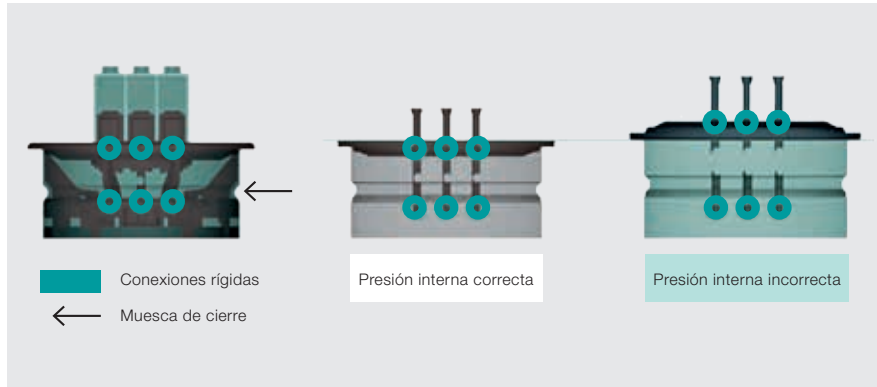 Conexiones rígidas
Muesca de cierre
Presión interna correcta
Presión interna incorrecta